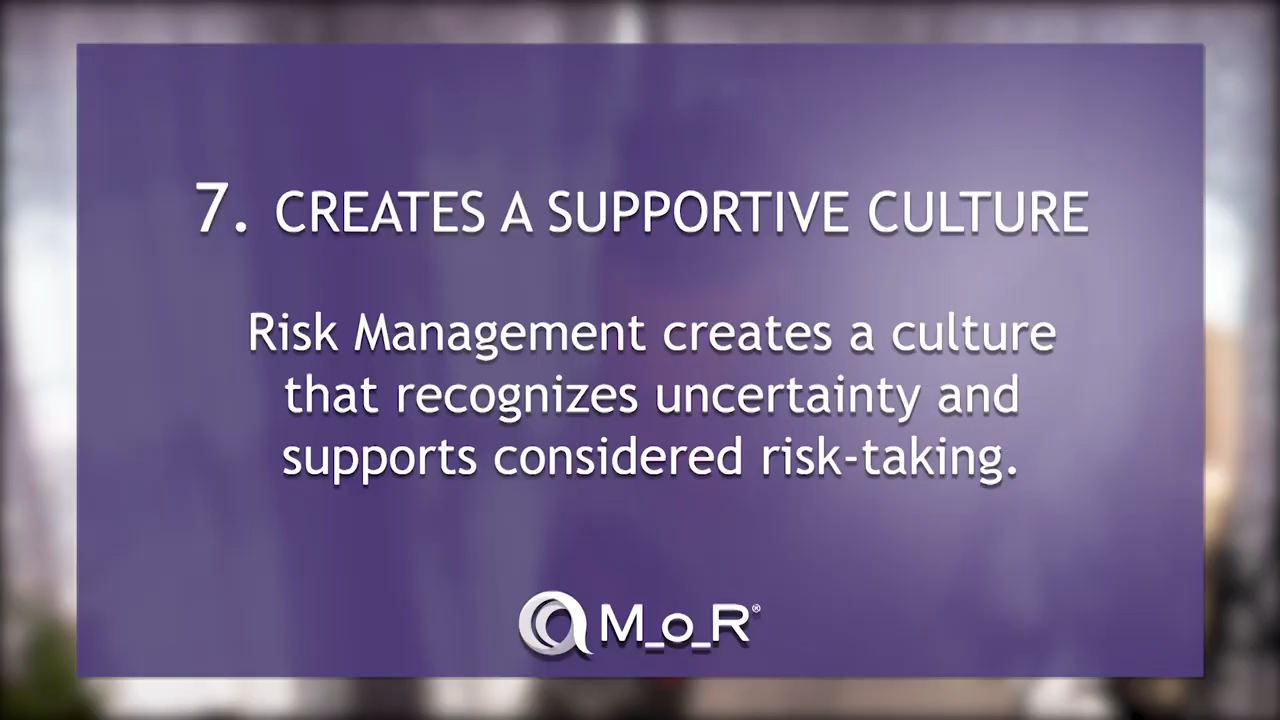 7. CREATES A SUPPORTIVE CULTURE
Risk Management creates a culture
that recognizes uncertainty and
supports considered risk-taking.
M_o_R®